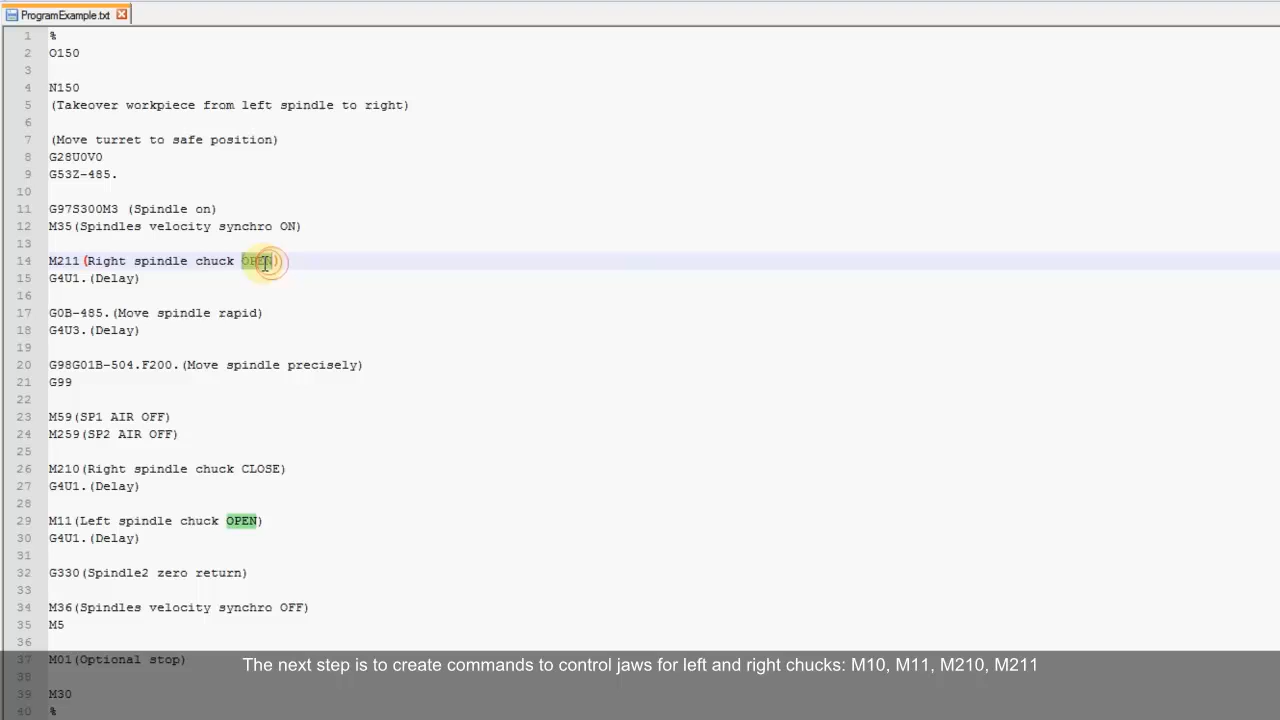 ProgramExample.txt
1 %
2 O150
3
4 N150
5 (Takeover workpiece from left spindle to right)
6
7 (Move turret to safe position)
8 G28U0V0
9 G53Z-485.
10
11 G97S300M3 (Spindle on)
12 M35(Spindles velocity synchro ON)
13
14 M211(Right spindle chuck OPEN)
15 G4U1.(Delay)
16
17 G0B-485.(Move spindle rapid)
18 G4U3.(Delay)
19
20 G98G01B-504.F200.(Move spindle precisely)
21 G99
22
23 M59(SP1 AIR OFF)
24 M259(SP2 AIR OFF)
25
26 M210(Right spindle chuck CLOSE)
27 G4U1.(Delay)
28
29 M11(Left spindle chuck OPEN)
30 G4U1.(Delay)
31
32 G330(Spindle2 zero return)
33
34 M36(Spindles velocity synchro OFF)
35 M5
36
37 M01(Optional stop)
The next step is to create commands to control jaws for left and right chucks: M10, M11, M210, M211
38
39 M30
40 %